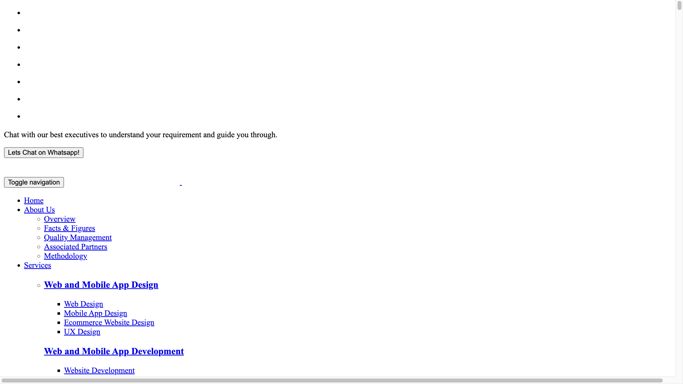 Chat with our best executives to understand your requirement and guide you through.
Lets Chat on Whatsapp!
Toggle navigation
Home
About Us
Overview
Facts & Figures
Quality Management
Associated Partners
Methodology
Services
Web and Mobile App Design
Web Design
Mobile App Design
Ecommerce Website Design
UX Design
Web and Mobile App Development
Website Development